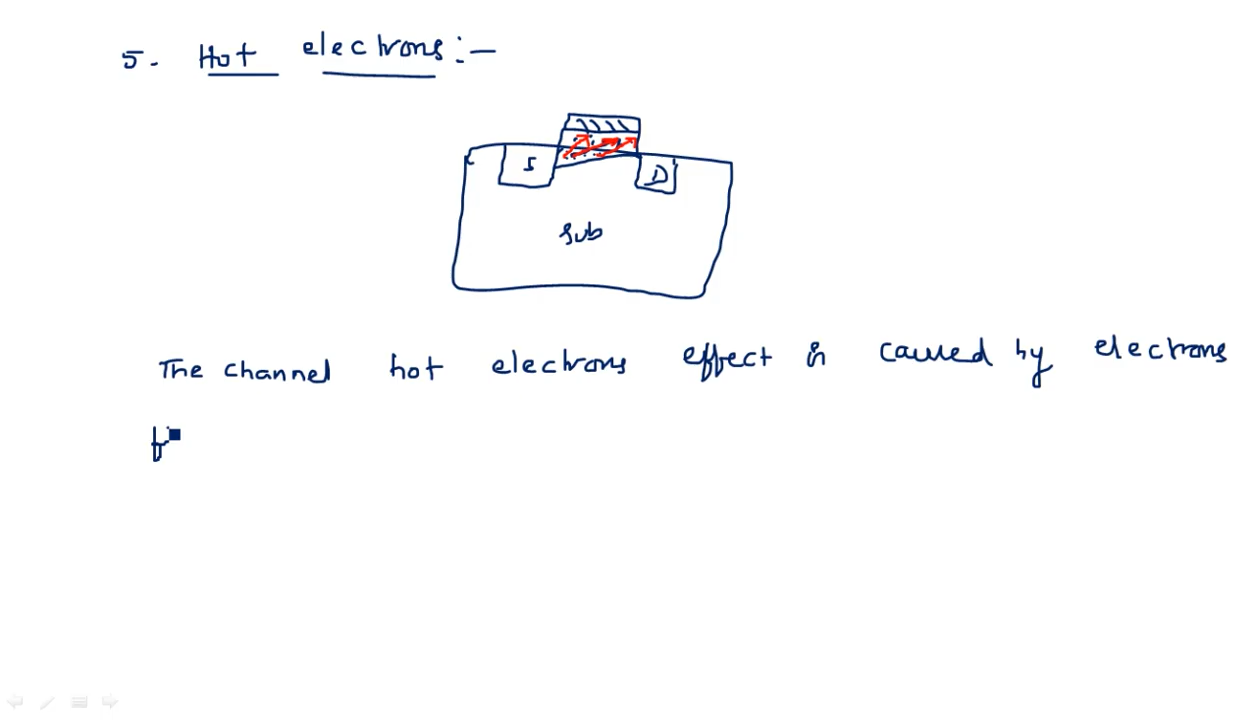 5. Hot electrons:-
S
D
Sub
The channel hot electrons effect is caused by electrons